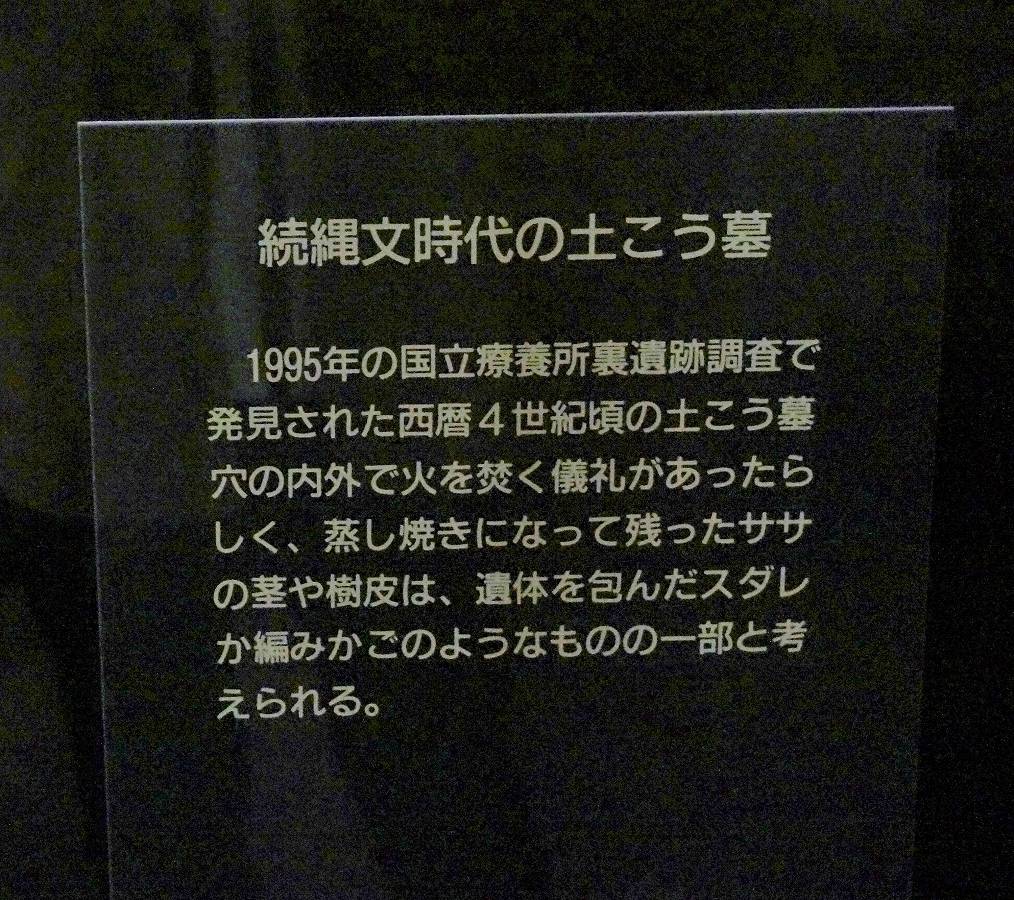 続縄文時代の土こう墓
1995年の国立療養所裏遺跡調査で
発見された西暦４世紀頃の土こう墓
穴の内外で火を焚く儀礼があったら
しく、蒸し焼きになって残ったササ
の茎や樹皮は、遺体を包んだスダレ
か編みかごのようなものの一部と考
えられる。